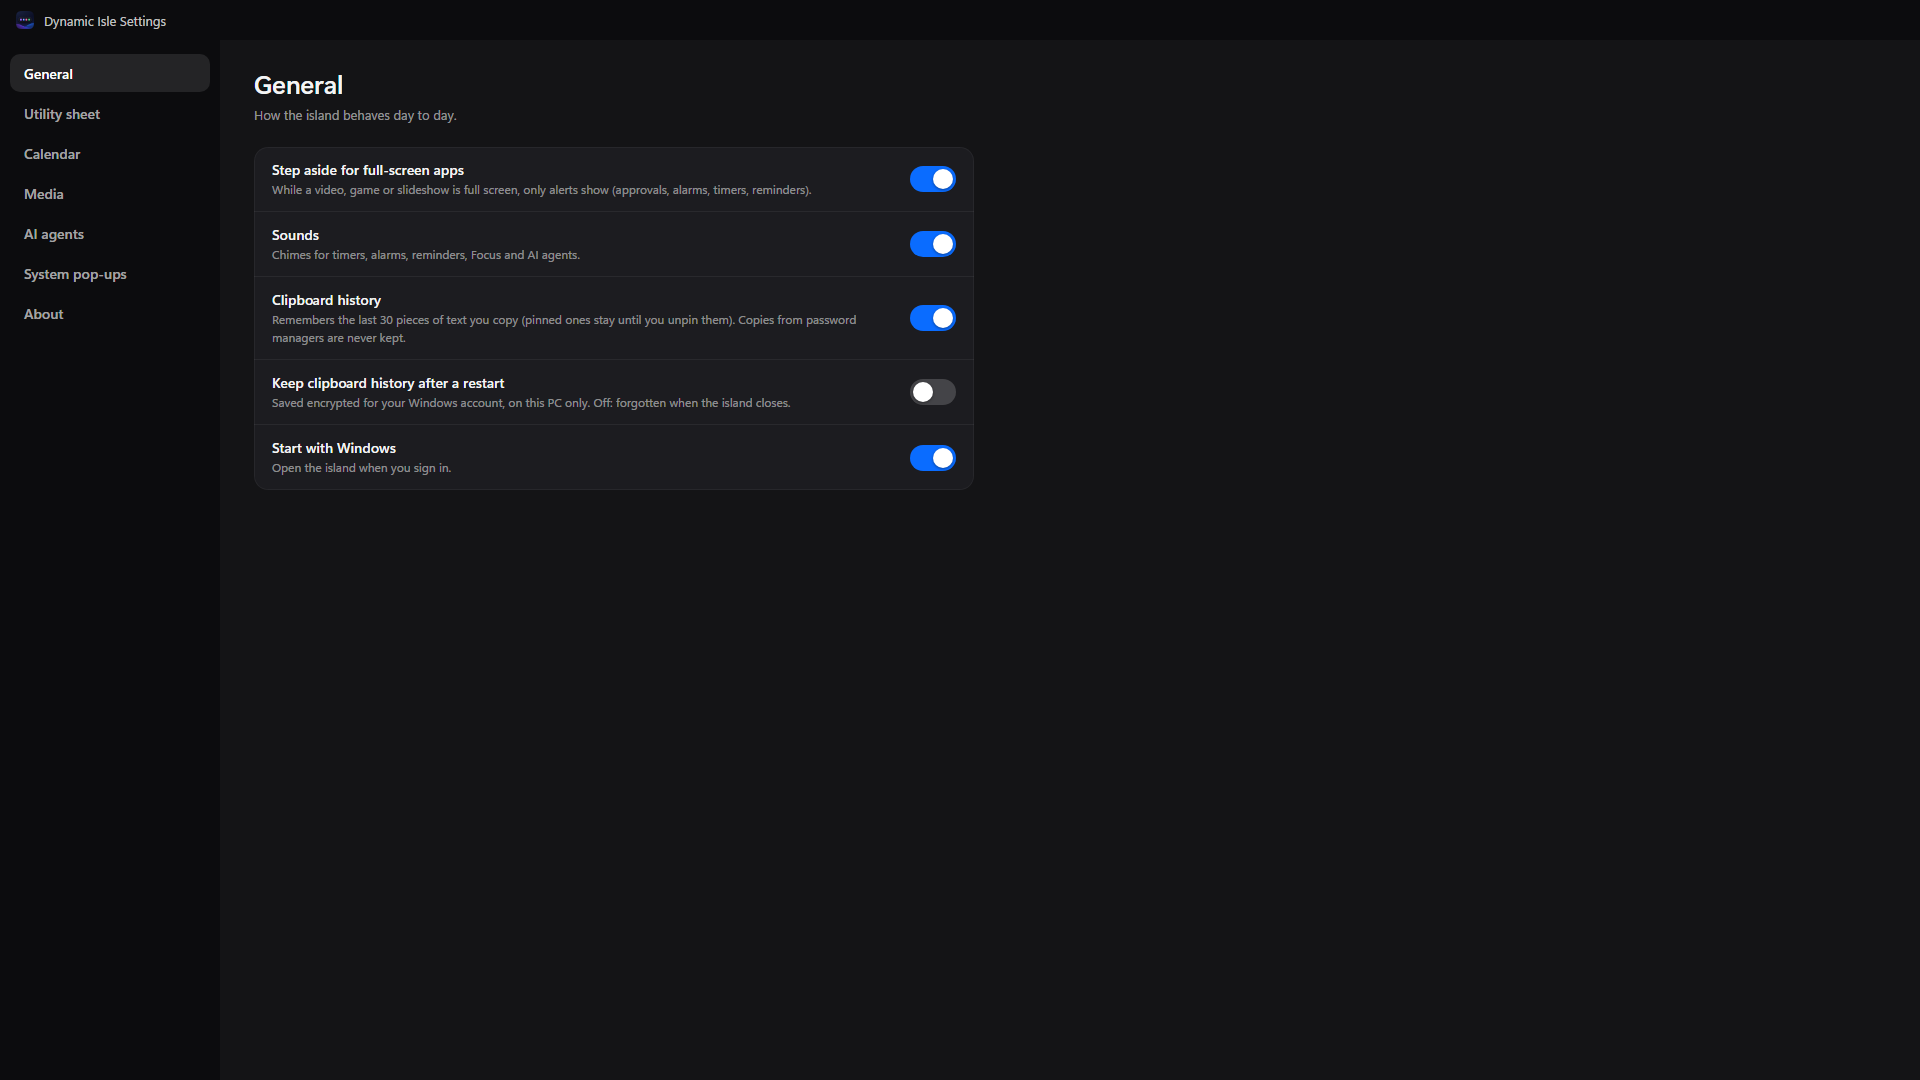 Dynamic Isle Settings
General
Utility sheet
Calendar
Media
AI agents
System pop-ups
About
General
How the island behaves day to day.
Step aside for full-screen apps
While a video, game or slideshow is full screen, only alerts show (approvals, alarms, timers, reminders).
Sounds
Chimes for timers, alarms, reminders, Focus and AI agents.
Clipboard history
Remembers the last 30 pieces of text you copy (pinned ones stay until you unpin them). Copies from password
managers are never kept.
Keep clipboard history after a restart
Saved encrypted for your Windows account, on this PC only. Off: forgotten when the island closes.
Start with Windows
Open the island when you sign in.